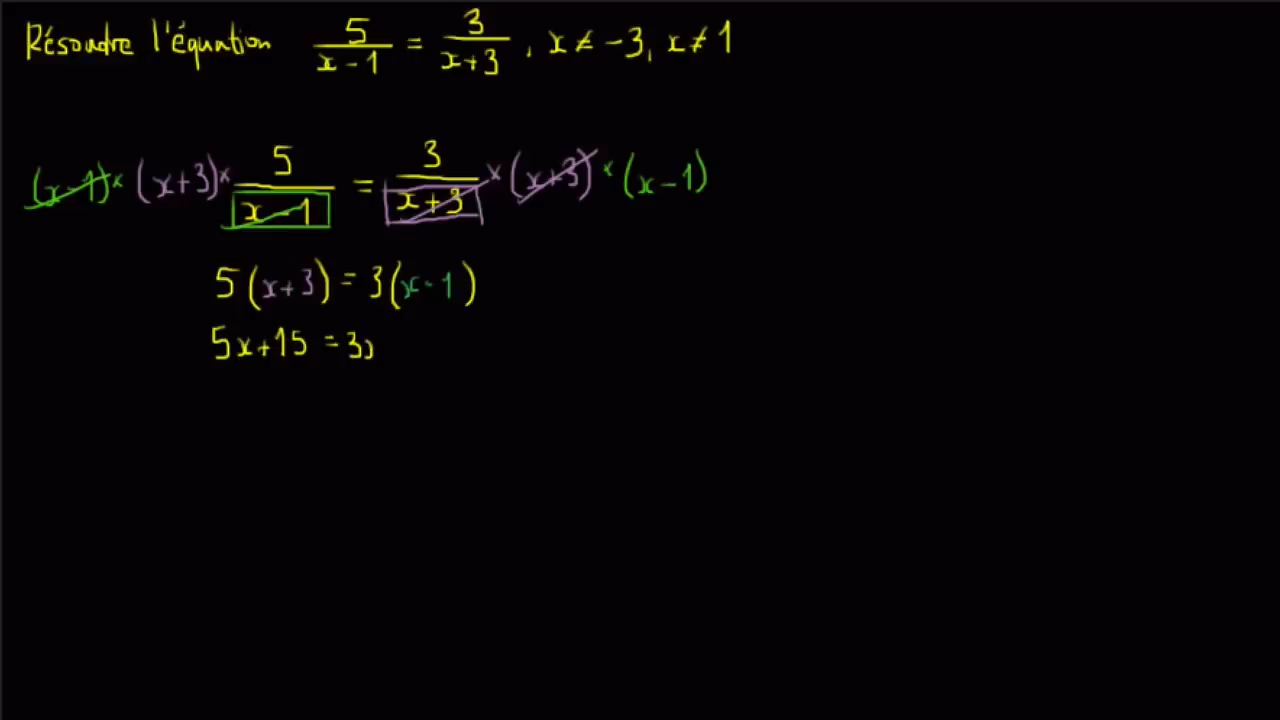 Résoudre l'équation 5/(x-1) = 3/(x+3), x ≠ -3, x ≠ 1
(x-1) × (x+3) × 5/(x-1) = 3/(x+3) × (x+3) × (x-1)
5(x+3) = 3(x-1)
5x+15 = 3x